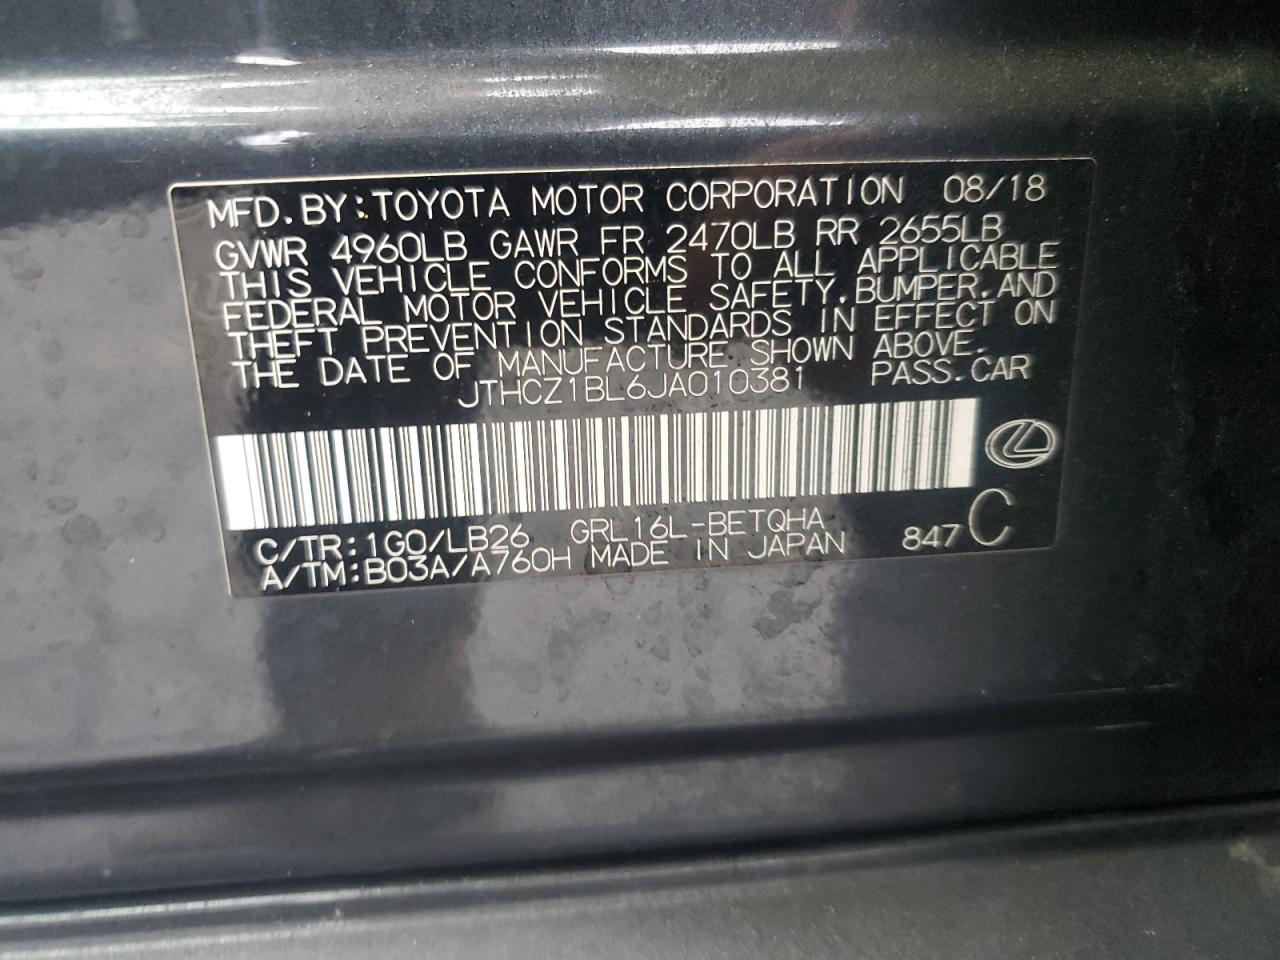 MFD.BY:TOYOTA MOTOR CORPORATION 08/18
GVWR 4960LB GAWR FR 2470LB RR 2655LB
THIS VEHICLE CONFORMS TO ALL APPLICABLE
FEDERAL MOTOR VEHICLE SAFETY,BUMPER,AND
THEFT PREVENTION STANDARDS IN EFFECT ON
THE DATE OF MANUFACTURE SHOWN ABOVE.
JTHCZ1BL6JA010381 PASS.CAR
C/TR:1G0/LB26 GRL16L-BETQHA
A/TM:B03A/A760H MADE IN JAPAN 847 C